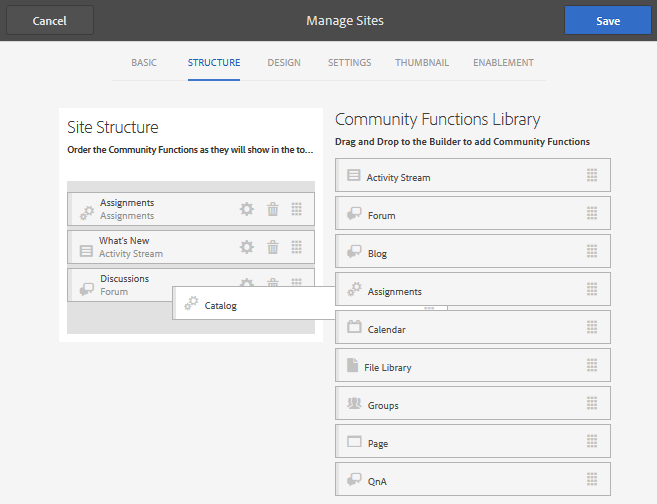 Cancel
Manage Sites
Save
BASIC
STRUCTURE
DESIGN
SETTINGS
THUMBNAIL
ENABLEMENT
Site Structure
Order the Community Functions as they will show in the to...
Assignments
Assignments
What's New
Activity Stream
Discussions
Forum
Catalog
Community Functions Library
Drag and Drop to the Builder to add Community Functions
Activity Stream
Forum
Blog
Assignments
Calendar
File Library
Groups
Page
QnA